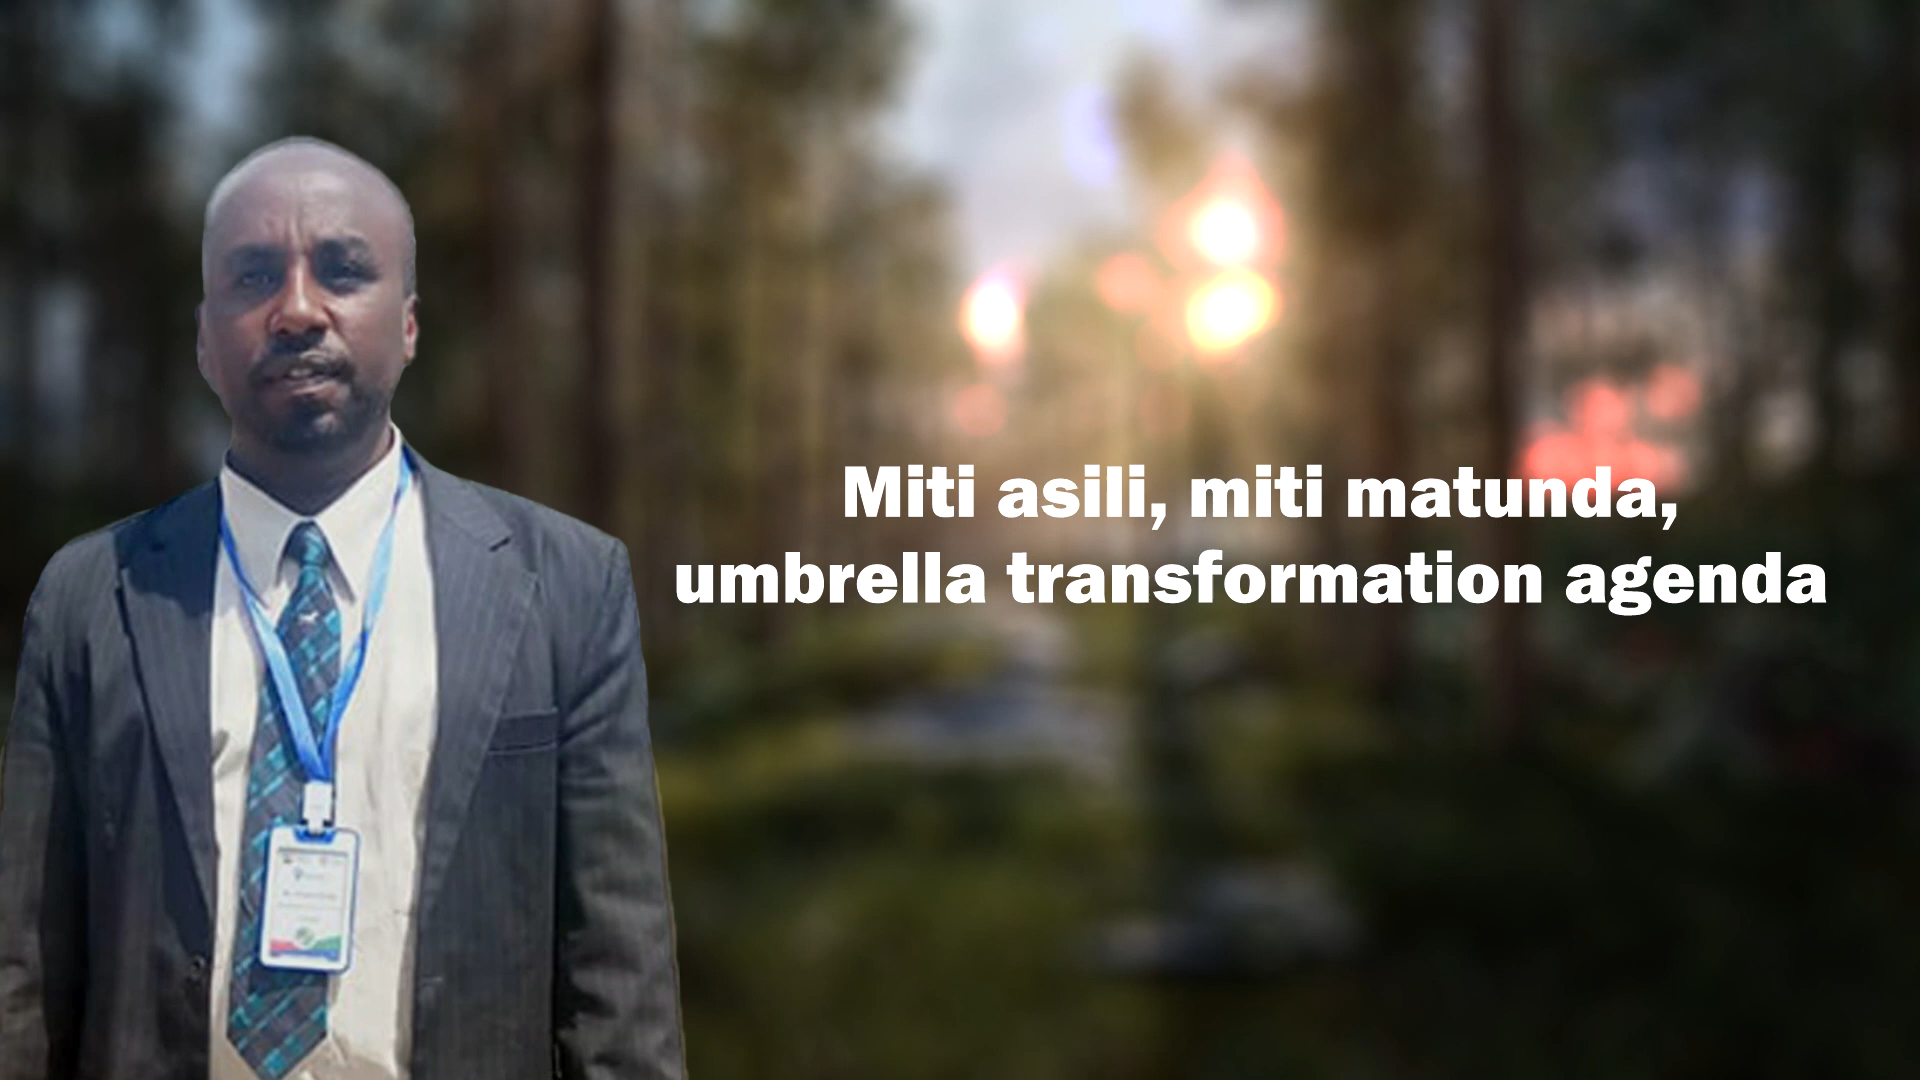 Miti asili, miti matunda,
umbrella transformation agenda